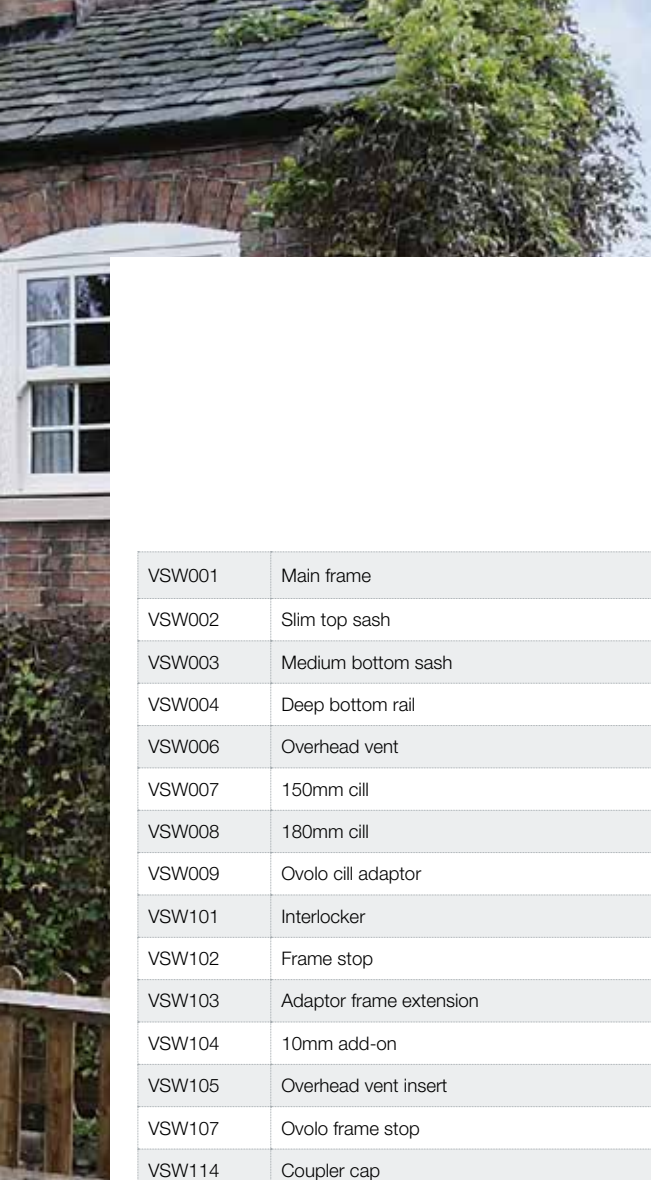 VSW001 Main frame
VSW002 Slim top sash
VSW003 Medium bottom sash
VSW004 Deep bottom rail
VSW006 Overhead vent
VSW007 150mm cill
VSW008 180mm cill
VSW009 Ovolo cill adaptor
VSW101 Interlocker
VSW102 Frame stop
VSW103 Adaptor frame extension
VSW104 10mm add-on
VSW105 Overhead vent insert
VSW107 Ovolo frame stop
VSW114 Coupler cap